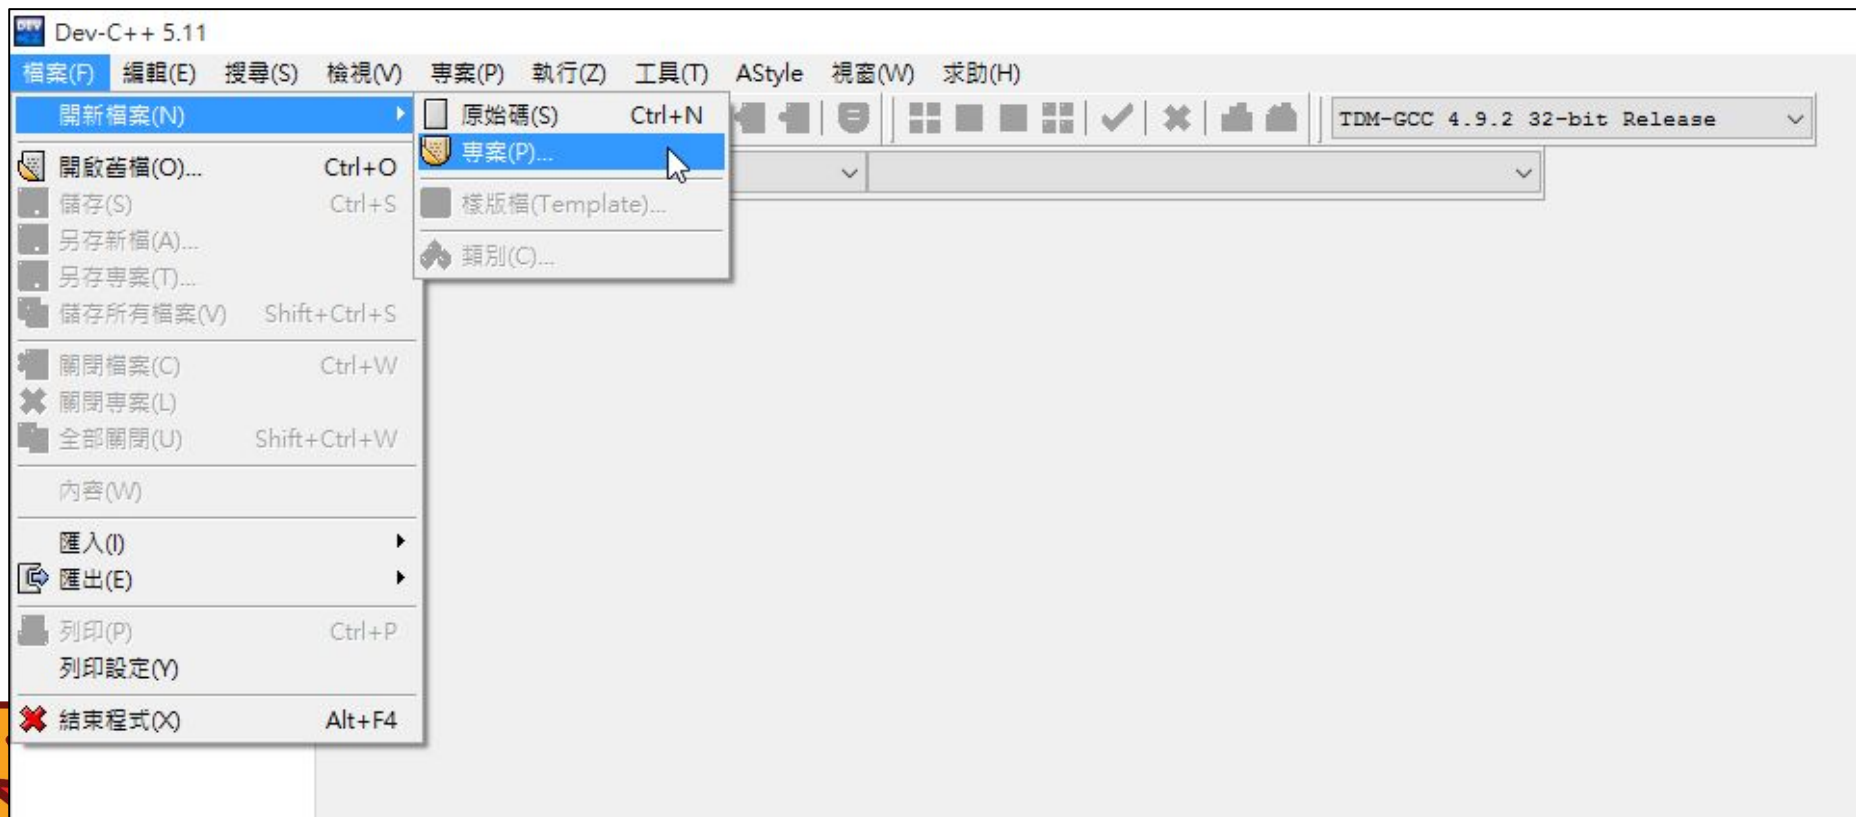 Dev-C++ 5.11
檔案(F) 編輯(E) 搜尋(S) 檢視(V) 專案(P) 執行(Z) 工具(T) AStyle 視窗(W) 求助(H)
開新檔案(N)
原始碼(S) Ctrl+N
TDM-GCC 4.9.2 32-bit Release
專案(P)...
開啟舊檔(O)... Ctrl+O
儲存(S) Ctrl+S
樣版檔(Template)...
另存新檔(A)...
類別(C)...
另存專案(T)...
儲存所有檔案(V) Shift+Ctrl+S
關閉檔案(C) Ctrl+W
關閉專案(L)
全部關閉(U) Shift+Ctrl+W
內容(W)
匯入(I)
匯出(E)
列印(P) Ctrl+P
列印設定(Y)
結束程式(X) Alt+F4